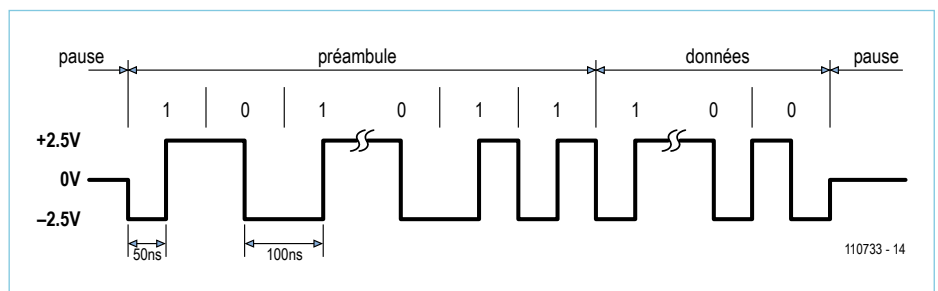 pause préambule données pause
1 0 1 0 1 1 1 0 0
+2.5V
0V
−2.5V
50ns 100ns
110733 - 14